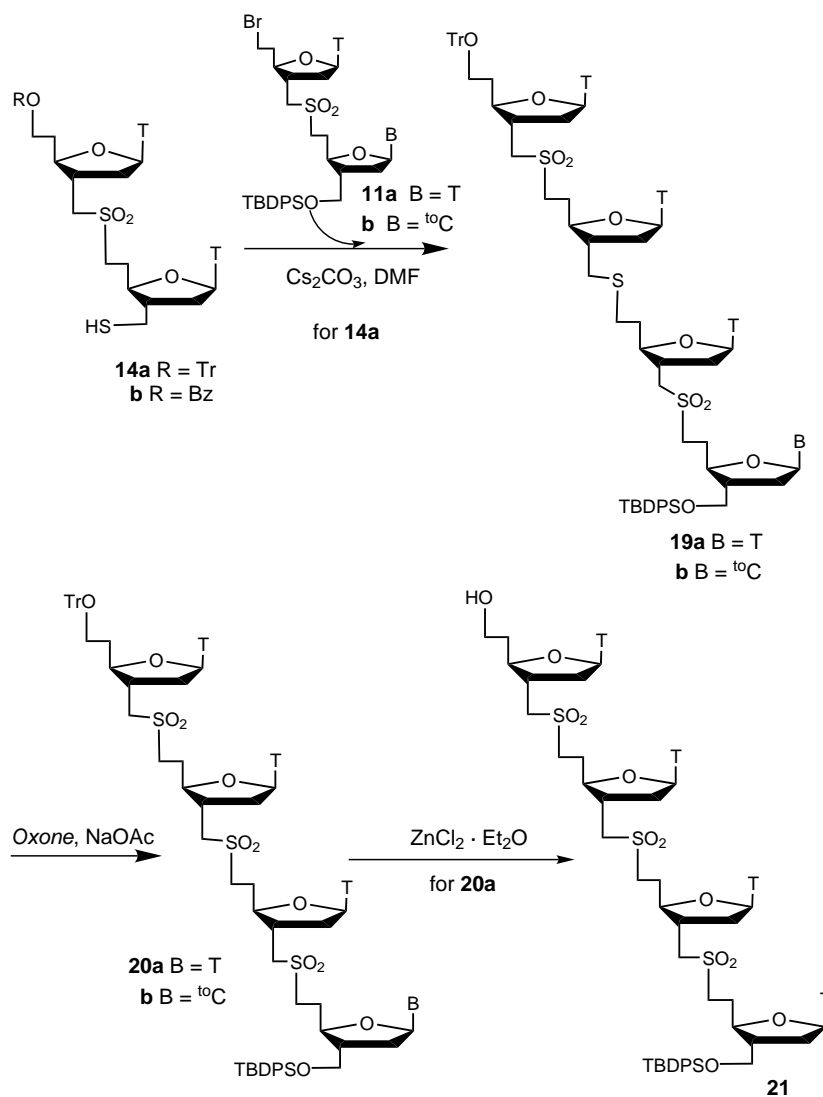 Br
O
T
TrO
SO₂
B
O
TBDPSO
11a B = T
b B = ᵗᵒC
RO
O
T
SO₂
O
T
HS
Cs₂CO₃, DMF
for 14a
14a R = Tr
b R = Bz
O
T
SO₂
O
T
S
O
T
SO₂
O
B
TBDPSO
19a B = T
b B = ᵗᵒC
TrO
O
T
SO₂
O
T
SO₂
O
T
SO₂
O
B
TBDPSO
Oxone, NaOAc
20a B = T
b B = ᵗᵒC
ZnCl₂ · Et₂O
for 20a
HO
O
T
SO₂
O
T
SO₂
O
T
SO₂
O
TBDPSO
21